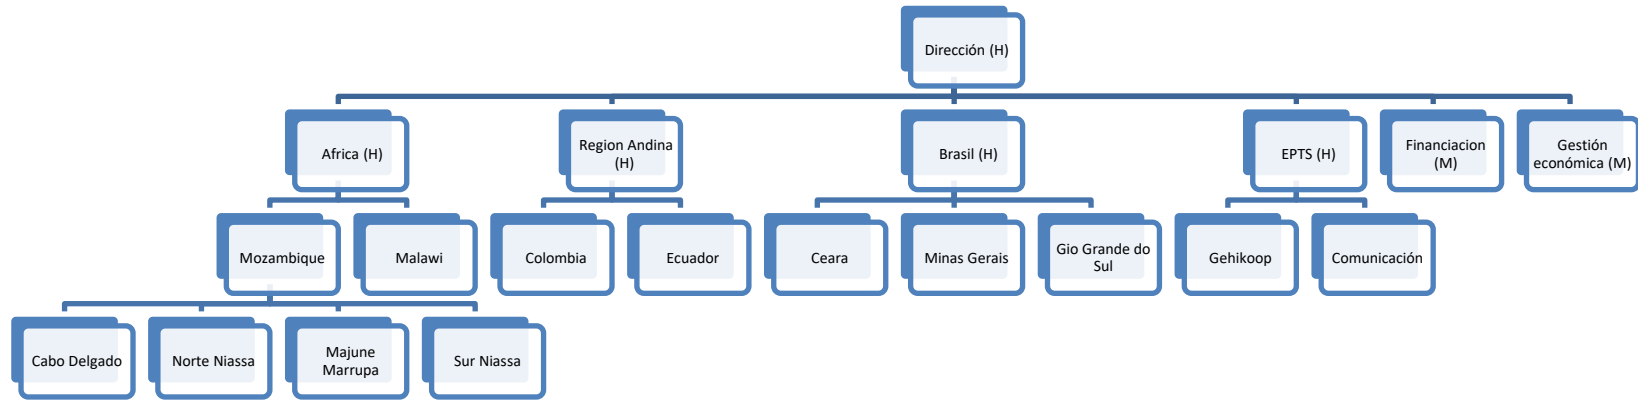 Dirección (H)
Africa (H)
Region Andina
(H)
Brasil (H)
EPTS (H)
Financiacion
(M)
Gestión
económica (M)
Mozambique
Malawi
Colombia
Ecuador
Ceara
Minas Gerais
Gio Grande do
Sul
Gehikoop
Comunicación
Cabo Delgado
Norte Niassa
Majune
Marrupa
Sur Niassa